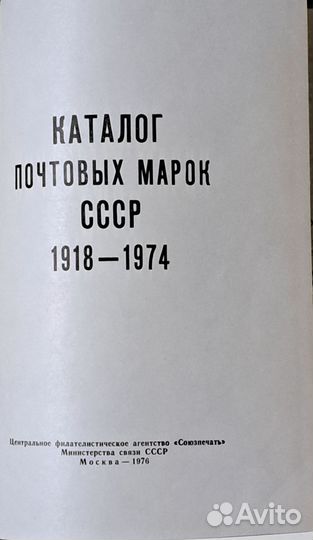 КАТАЛОГ
ПОЧТОВЫХ МАРОК
СССР
1918—1974
Центральное филателистическое агентство «Союзпечать»
Министерства связи СССР
Москва — 1976
Avito